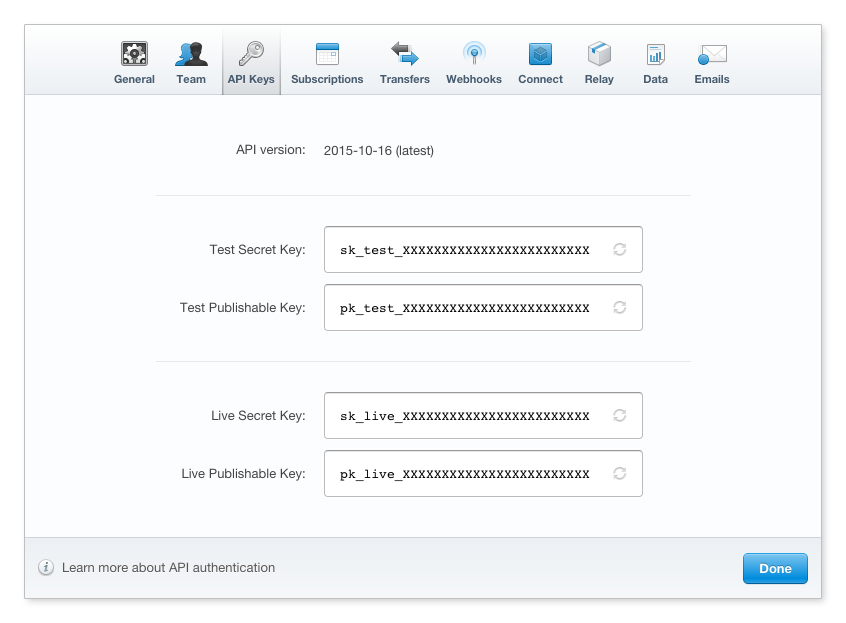 General Team API Keys Subscriptions Transfers Webhooks Connect Relay Data Emails
API version: 2015-10-16 (latest)
Test Secret Key: sk_test_XXXXXXXXXXXXXXXXXXXXXXXX
Test Publishable Key: pk_test_XXXXXXXXXXXXXXXXXXXXXXXX
Live Secret Key: sk_live_XXXXXXXXXXXXXXXXXXXXXXXX
Live Publishable Key: pk_live_XXXXXXXXXXXXXXXXXXXXXXXX
i Learn more about API authentication Done